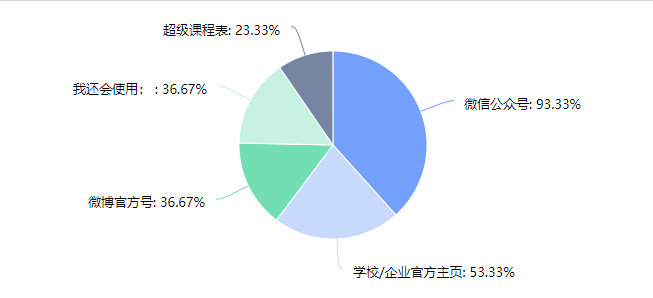 超级课程表: 23.33%
我还会使用： : 36.67%
微信公众号: 93.33%
微博官方号: 36.67%
学校/企业官方主页: 53.33%